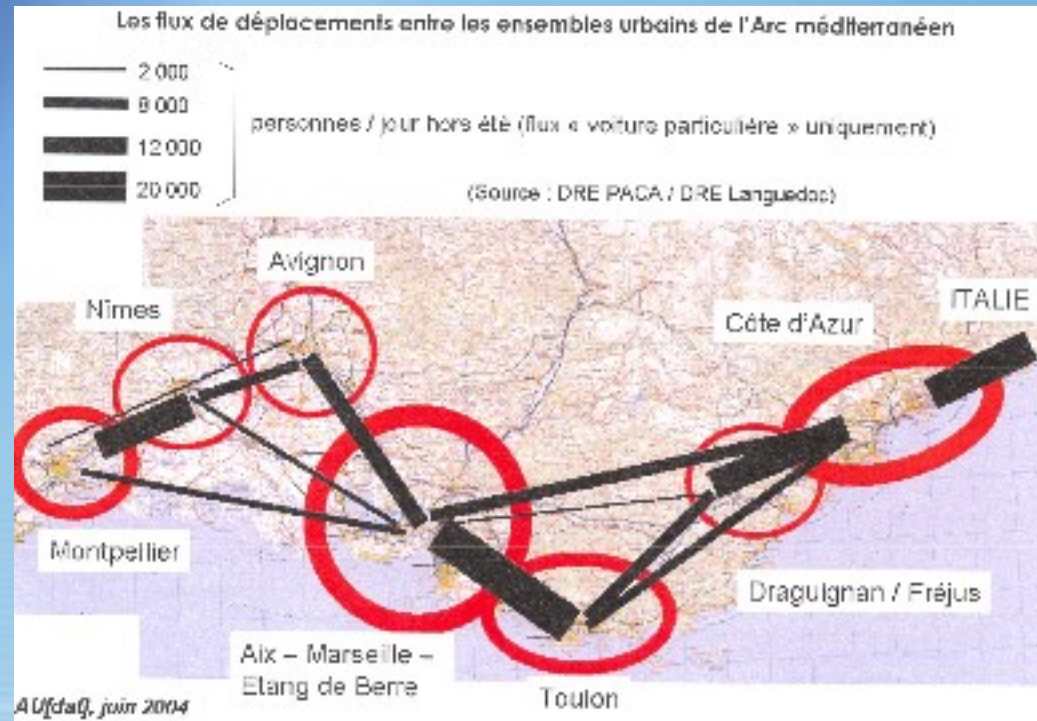 Les flux de déplacements entre les ensembles urbains de l'Arc méditerranéen
2 000
8 000
12 000
20 000
personnes / jour hors été (flux « voiture particulière » uniquement)
(Source : DRE PACA / DRE Languedoc)
Avignon
Nîmes
ITALIE
Côte d'Azur
Montpellier
Draguignan / Fréjus
Aix – Marseille –
Etang de Berre
Toulon
juin 2004